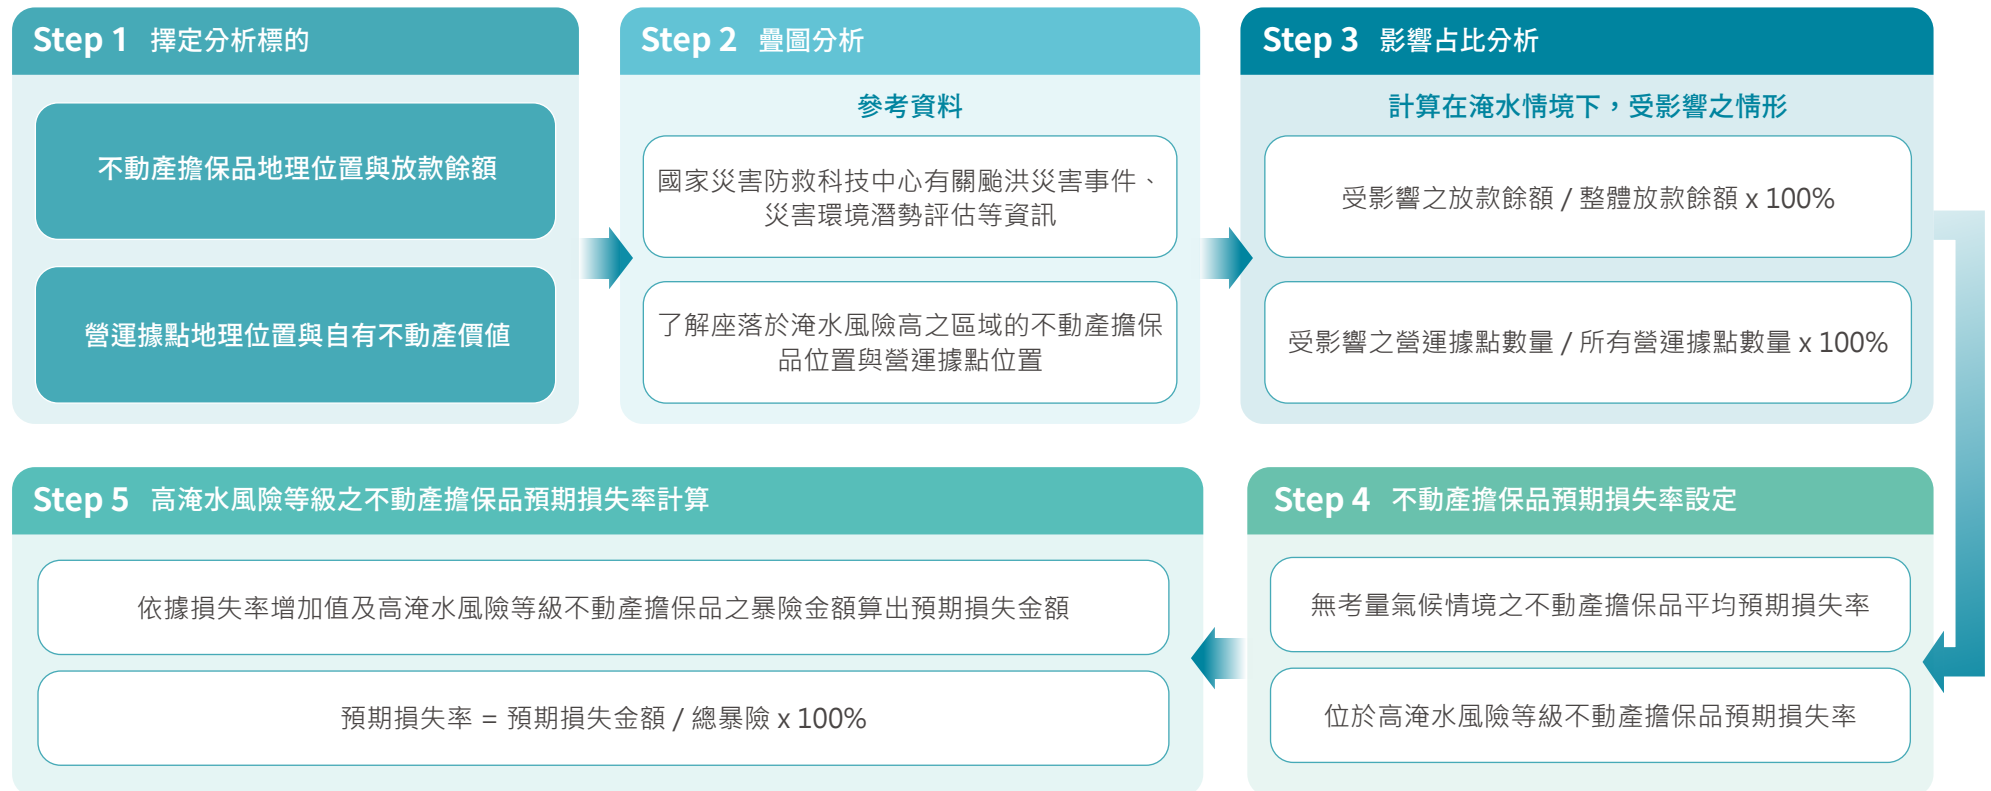 Step 1 擇定分析標的
不動產擔保品地理位置與放款餘額
營運據點地理位置與自有不動產價值
Step 2 疊圖分析
參考資料
國家災害防救科技中心有關颱洪災害事件、
災害環境潛勢評估等資訊
了解座落於淹水風險高之區域的不動產擔保
品位置與營運據點位置
Step 3 影響占比分析
計算在淹水情境下，受影響之情形
受影響之放款餘額 / 整體放款餘額 x 100%
受影響之營運據點數量 / 所有營運據點數量 x 100%
Step 4 不動產擔保品預期損失率設定
無考量氣候情境之不動產擔保品平均預期損失率
位於高淹水風險等級不動產擔保品預期損失率
Step 5 高淹水風險等級之不動產擔保品預期損失率計算
依據損失率增加值及高淹水風險等級不動產擔保品之暴險金額算出預期損失金額
預期損失率 = 預期損失金額 / 總暴險 x 100%